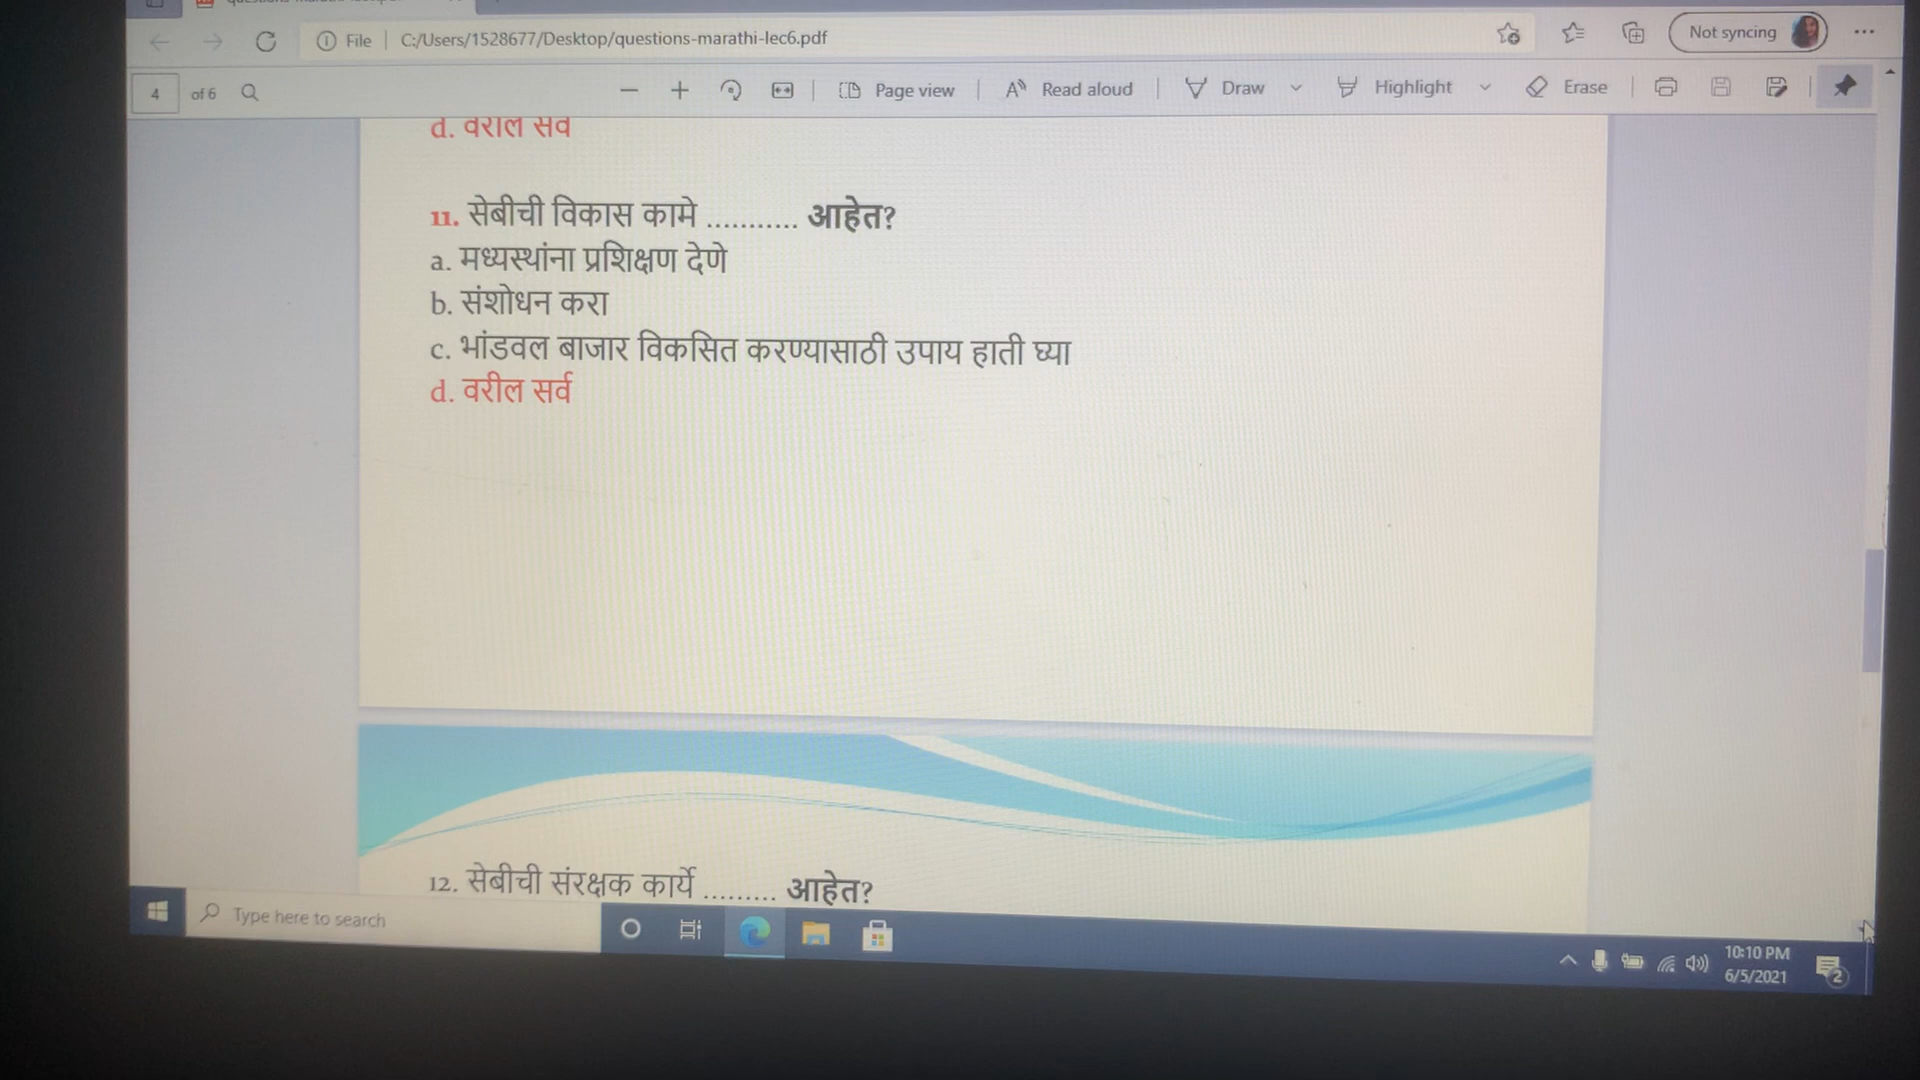 File
C:/Users/1528677/Desktop/questions-marathi-lec6.pdf
Not syncing
4 of 6
Page view
Read aloud
Draw
Highlight
Erase
d. वरील सर्व
11. सेबीची विकास कामे ........... आहेत?
a. मध्यस्थांना प्रशिक्षण देणे
b. संशोधन करा
c. भांडवल बाजार विकसित करण्यासाठी उपाय हाती घ्या
d. वरील सर्व
12. सेबीची संरक्षक कार्ये ......... आहेत?
Type here to search
10:10 PM
6/5/2021
2